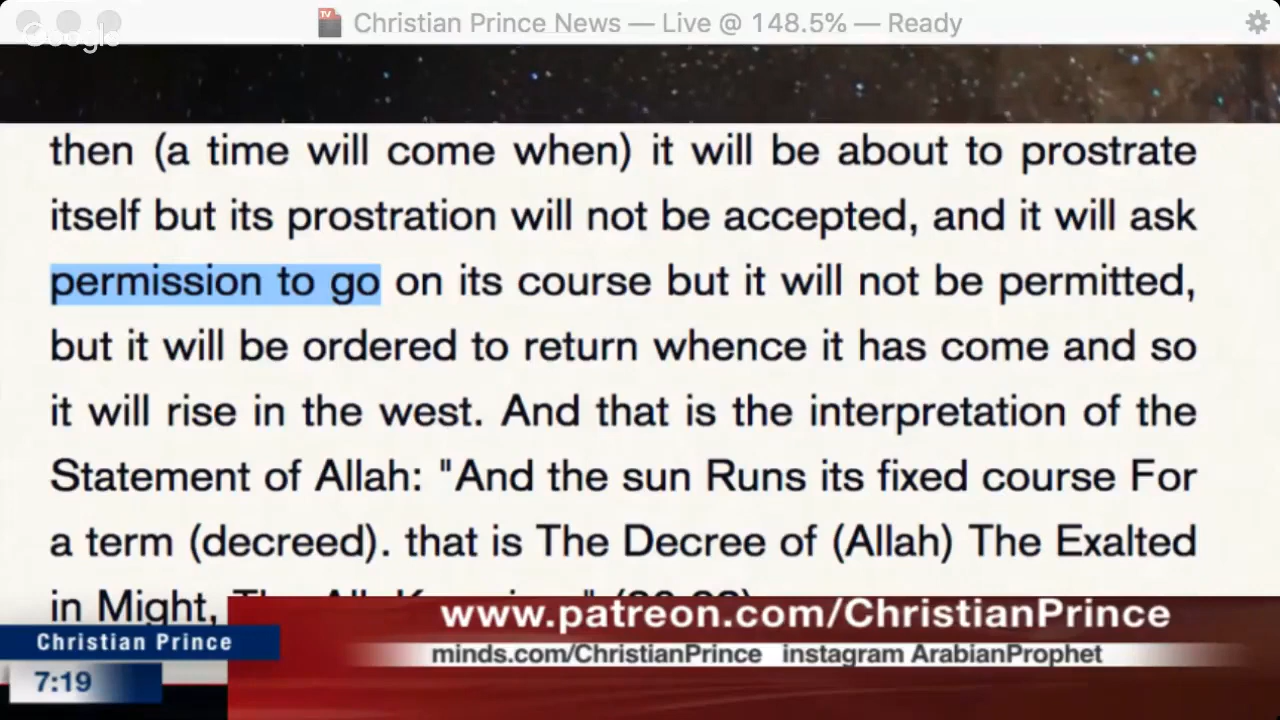 Christian Prince News — Live @ 148.5% — Ready
Google
then (a time will come when) it will be about to prostrate
itself but its prostration will not be accepted, and it will ask
permission to go on its course but it will not be permitted,
but it will be ordered to return whence it has come and so
it will rise in the west. And that is the interpretation of the
Statement of Allah: "And the sun Runs its fixed course For
a term (decreed). that is The Decree of (Allah) The Exalted
in Might,
www.patreon.com/ChristianPrince
Christian Prince
minds.com/ChristianPrince instagram ArabianProphet
7:19